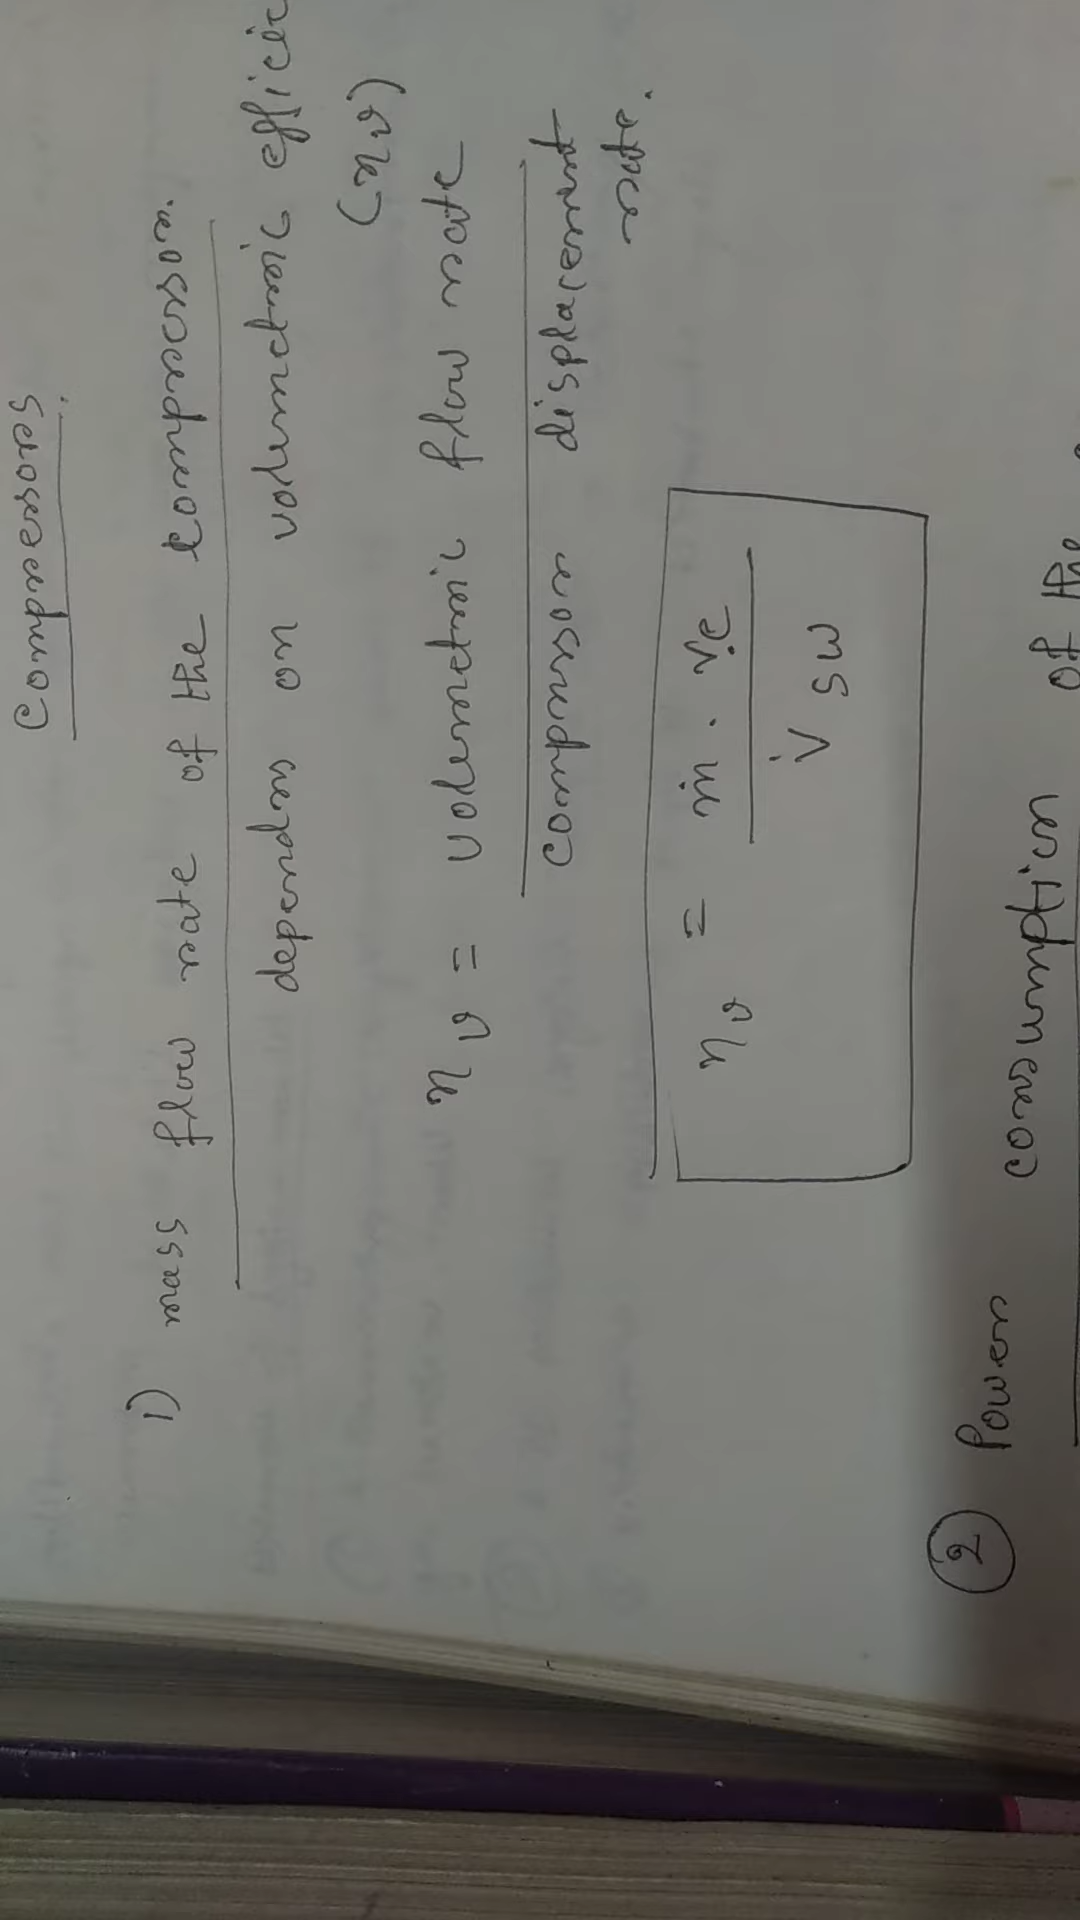 Compressors
1) mass flow rate of the compressor.
depends on volumetric
(ηv)
ηv = volumetric flow rate
compressor displacement
rate.
ηv = ṁ . ve
V̇ sw
2 Power consumption of the